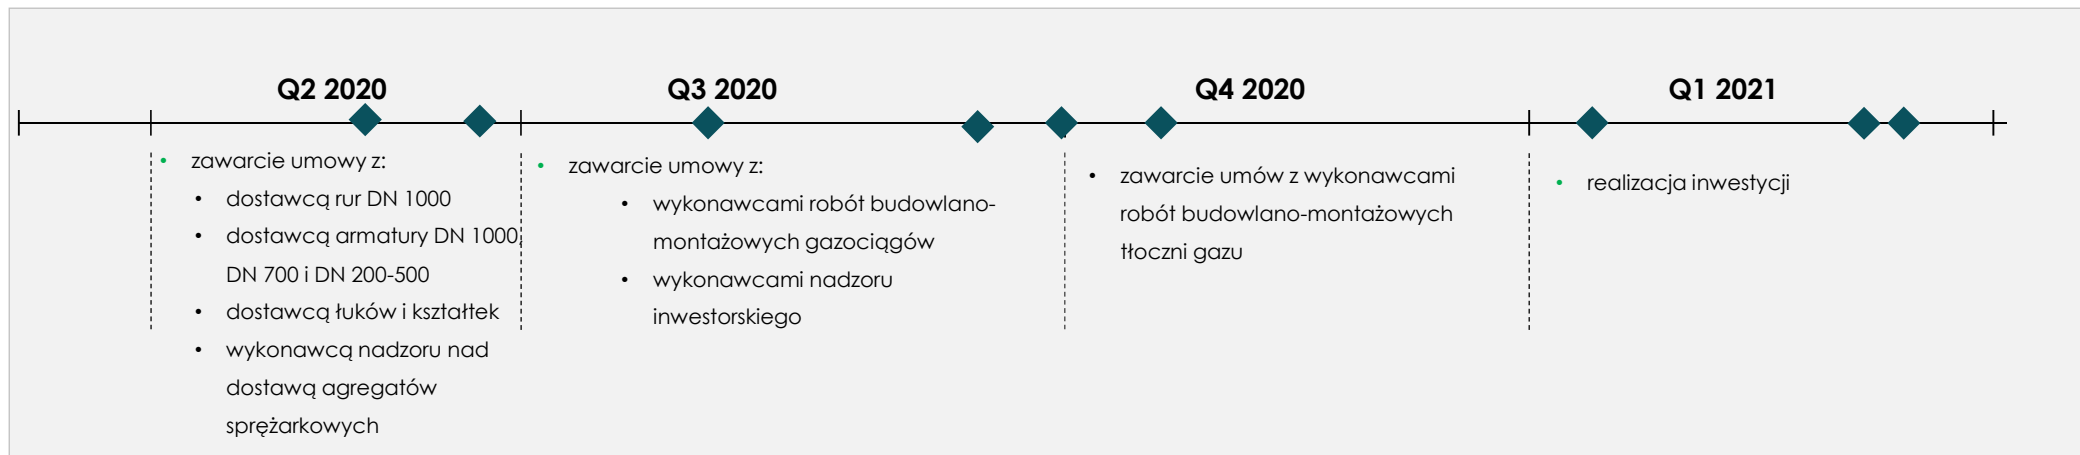 Q2 2020
• zawarcie umowy z:
• dostawcą rur DN 1000
• dostawcą armatury DN 1000,
DN 700 i DN 200-500
• dostawcą łuków i kształtek
• wykonawcą nadzoru nad
dostawą agregatów
sprężarkowych
Q3 2020
• zawarcie umowy z:
• wykonawcami robót budowlano-
montażowych gazociągów
• wykonawcami nadzoru
inwestorskiego
Q4 2020
• zawarcie umów z wykonawcami
robót budowlano-montażowych
tłoczni gazu
Q1 2021
• realizacja inwestycji